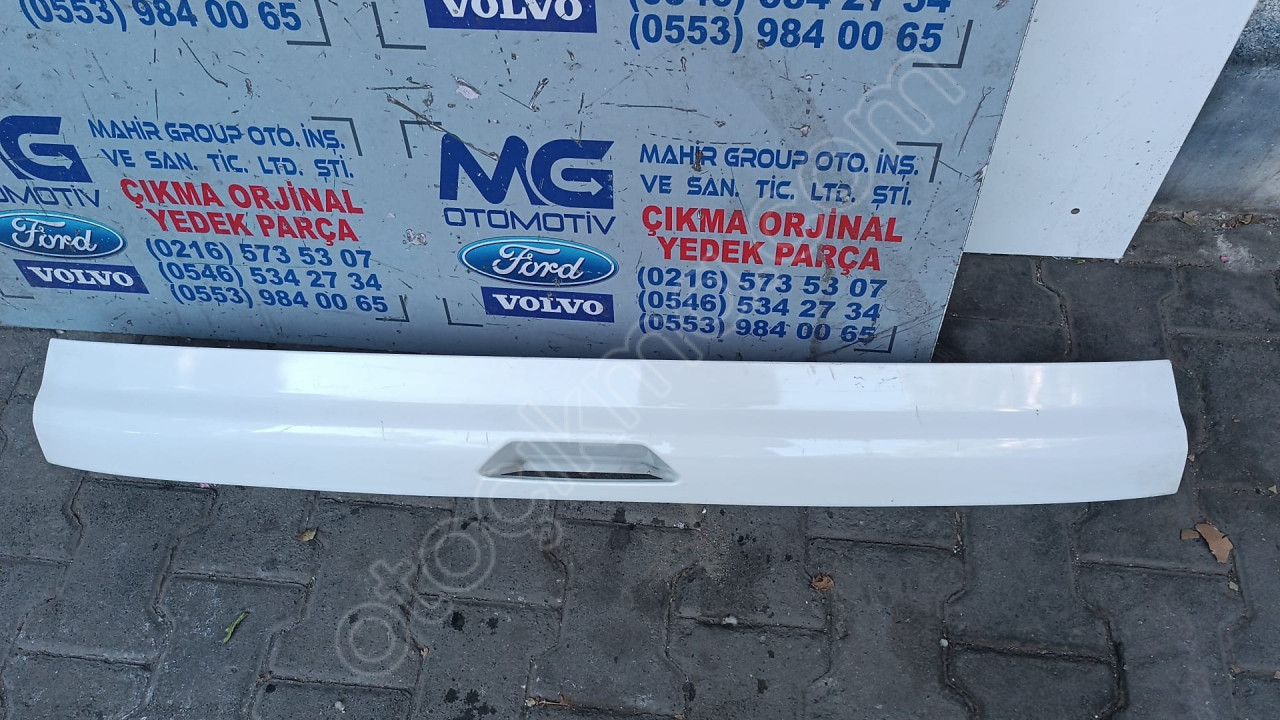 (0553) 984 00 65
VOLVO
(0553) 984 00 65
MG
OTOMOTİV
Ford
VOLVO
MAHİR GROUP OTO. İNŞ.
VE SAN. TİC. LTD. ŞTİ.
ÇIKMA ORJİNAL
YEDEK PARÇA
(0216) 573 53 07
(0546) 534 27 34
(0553) 984 00 65
MG
OTOMOTİV
Ford
VOLVO
MAHİR GROUP OTO. İNŞ.
VE SAN. TİC. LTD. ŞTİ.
ÇIKMA ORJİNAL
YEDEK PARÇA
(0216) 573 53 07
(0546) 534 27 34
(0553) 984 00 65